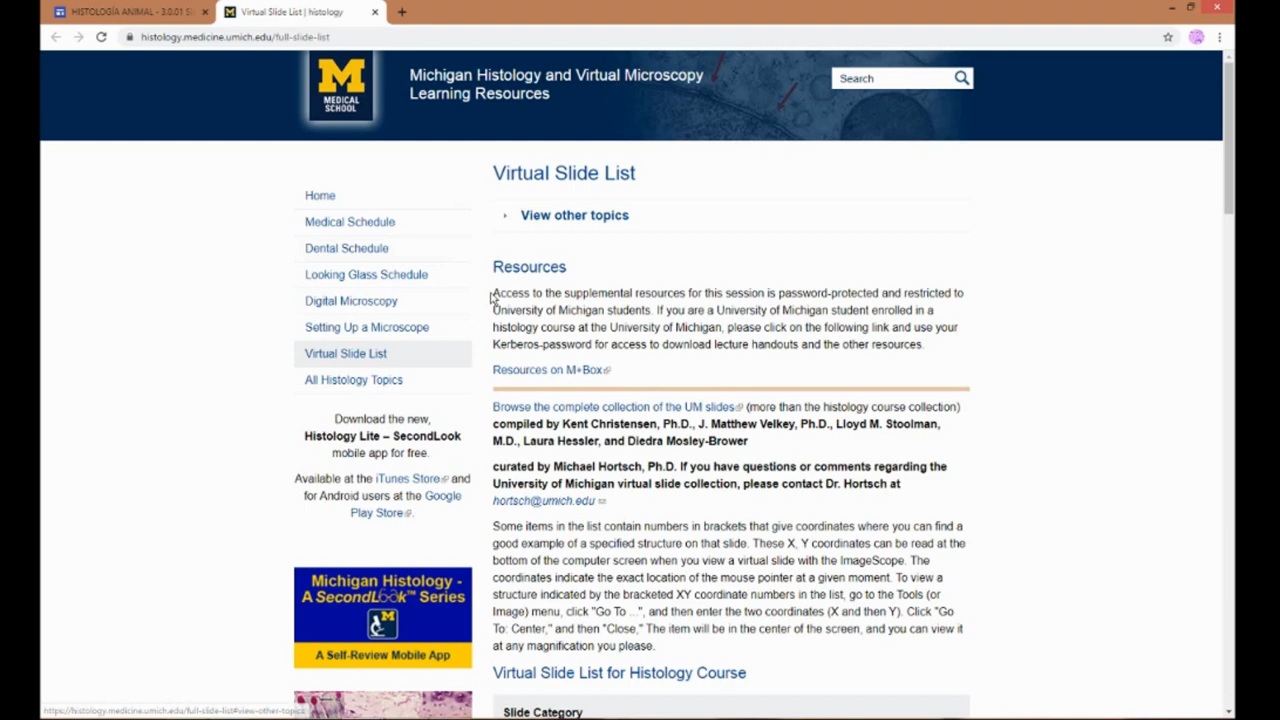 HISTOLOGÍA ANIMAL - 3.0.01 Si
Virtual Slide List | histology
histology.medicine.umich.edu/full-slide-list
M
MEDICAL
SCHOOL
Michigan Histology and Virtual Microscopy
Learning Resources
Search
Home
Medical Schedule
Dental Schedule
Looking Glass Schedule
Digital Microscopy
Setting Up a Microscope
Virtual Slide List
All Histology Topics
Download the new,
Histology Lite – SecondLook
mobile app for free.
Available at the iTunes Store and
for Android users at the Google
Play Store.
Michigan Histology -
A SecondLook™ Series
M
A Self-Review Mobile App
Virtual Slide List
View other topics
Resources
Access to the supplemental resources for this session is password-protected and restricted to
University of Michigan students. If you are a University of Michigan student enrolled in a
histology course at the University of Michigan, please click on the following link and use your
Kerberos-password for access to download lecture handouts and the other resources.
Resources on M+Box
Browse the complete collection of the UM slides (more than the histology course collection)
compiled by Kent Christensen, Ph.D., J. Matthew Velkey, Ph.D., Lloyd M. Stoolman,
M.D., Laura Hessler, and Diedra Mosley-Brower
curated by Michael Hortsch, Ph.D. If you have questions or comments regarding the
University of Michigan virtual slide collection, please contact Dr. Hortsch at
hortsch@umich.edu
Some items in the list contain numbers in brackets that give coordinates where you can find a
good example of a specified structure on that slide. These X, Y coordinates can be read at the
bottom of the computer screen when you view a virtual slide with the ImageScope. The
coordinates indicate the exact location of the mouse pointer at a given moment. To view a
structure indicated by the bracketed XY coordinate numbers in the list, go to the Tools (or
Image) menu, click "Go To ...", and then enter the two coordinates (X and then Y). Click "Go
To: Center," and then "Close," The item will be in the center of the screen, and you can view it
at any magnification you please.
Virtual Slide List for Histology Course
Slide Category
https://histology.medicine.umich.edu/full-slide-list#view-other-topics